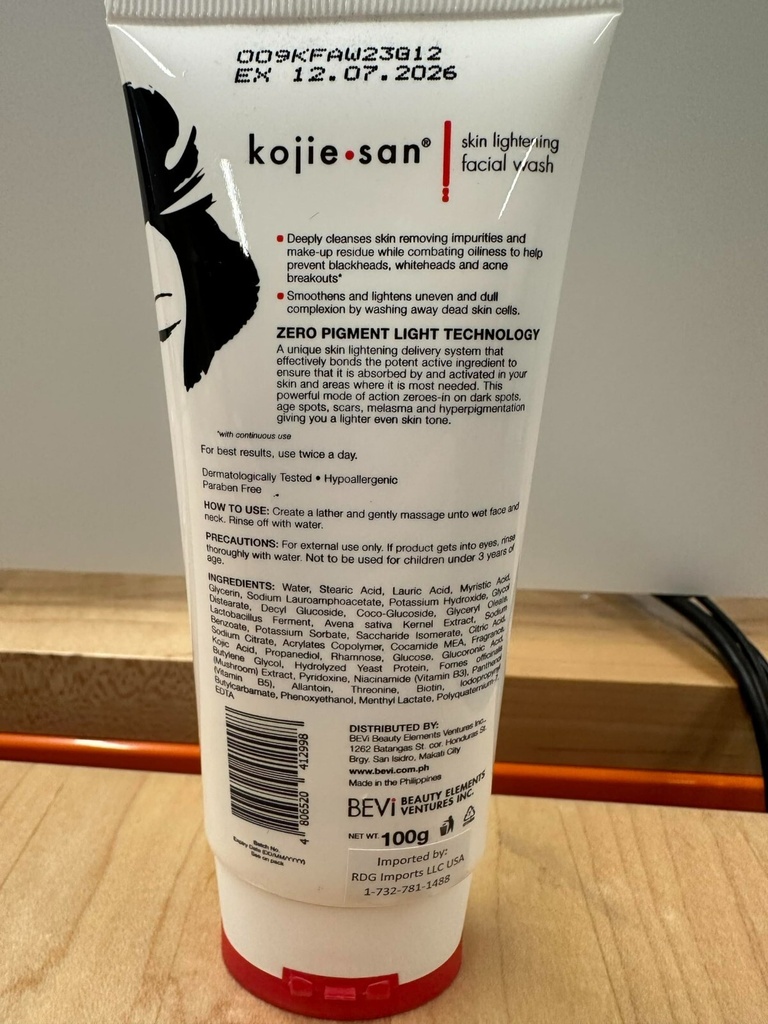 009KFAW23G12
EX 12.07.2026
kojie•san®
skin lightening
facial wash
• Deeply cleanses skin removing impurities and
make-up residue while combating oiliness to help
prevent blackheads, whiteheads and acne
breakouts*
• Smoothens and lightens uneven and dull
complexion by washing away dead skin cells.
ZERO PIGMENT LIGHT TECHNOLOGY
A unique skin lightening delivery system that
effectively bonds the potent active ingredient to
ensure that it is absorbed by and activated in your
skin and areas where it is most needed. This
powerful mode of action zeroes-in on dark spots,
age spots, scars, melasma and hyperpigmentation
giving you a lighter even skin tone.
*with continuous use
For best results, use twice a day.
Dermatologically Tested • Hypoallergenic
Paraben Free
HOW TO USE: Create a lather and gently massage unto wet face and
neck. Rinse off with water.
PRECAUTIONS: For external use only. If product gets into eyes, rinse
thoroughly with water. Not to be used for children under 3 years of
age.
INGREDIENTS: Water, Stearic Acid, Lauric Acid, Myristic Acid,
Glycerin, Sodium Lauroamphoacetate, Potassium Hydroxide, Glycol
Distearate, Decyl Glucoside, Coco-Glucoside, Glyceryl Oleate,
Lactobacillus Ferment, Avena sativa Kernel Extract, Sodium
Benzoate, Potassium Sorbate, Saccharide Isomerate, Citric Acid,
Sodium Citrate, Acrylates Copolymer, Cocamide MEA, Fragrance,
Kojic Acid, Propanediol, Rhamnose, Glucose, Glucoronic Acid,
Butylene Glycol, Hydrolyzed Yeast Protein, Fomes officinalis
(Mushroom) Extract, Pyridoxine, Niacinamide (Vitamin B3), Panthenol
(Vitamin B5), Allantoin, Threonine, Biotin, Iodopropynyl
Butylcarbamate, Phenoxyethanol, Menthyl Lactate, Polyquaternium-7,
EDTA
4 806520 412998
Batch No.
Expiry Date (DD/MM/YYYY)
See on pack
DISTRIBUTED BY:
BEVi Beauty Elements Ventures Inc.,
1262 Batangas St. cor. Honduras St.
Brgy. San Isidro, Makati City
www.bevi.com.ph
Made in the Philippines
BEVi BEAUTY ELEMENTS
VENTURES INC.
NET WT. 100g
Imported by:
RDG Imports LLC USA
1-732-781-1488